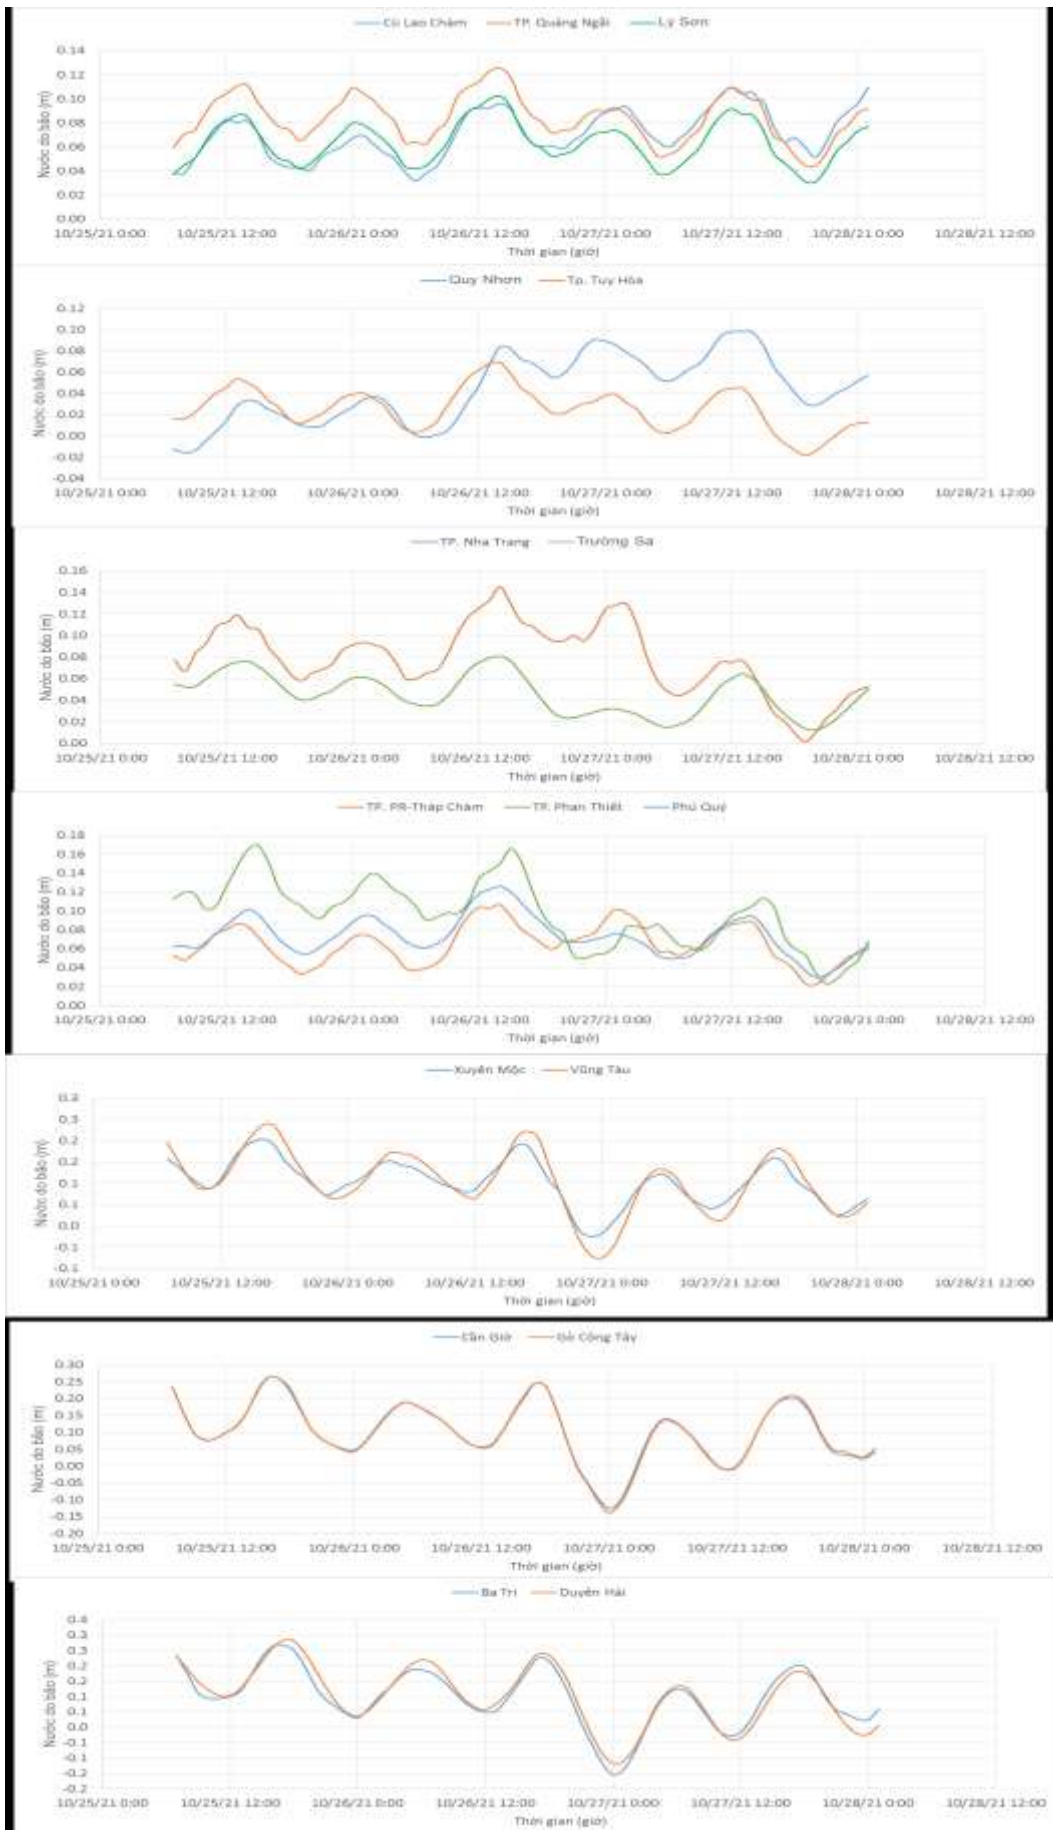 Cù Lao Chàm TP. Quảng Ngãi Lý Sơn
Nước do bão (m)
0.14
0.12
0.10
0.08
0.06
0.04
0.02
0.00
10/25/21 0:00 10/25/21 12:00 10/26/21 0:00 10/26/21 12:00 10/27/21 0:00 10/27/21 12:00 10/28/21 0:00 10/28/21 12:00
Thời gian (giờ)
Quy Nhơn Tp. Tuy Hòa
Nước do bão (m)
0.12
0.10
0.08
0.06
0.04
0.02
0.00
-0.02
-0.04
10/25/21 0:00 10/25/21 12:00 10/26/21 0:00 10/26/21 12:00 10/27/21 0:00 10/27/21 12:00 10/28/21 0:00 10/28/21 12:00
Thời gian (giờ)
TP. Nha Trang Trường Sa
Nước do bão (m)
0.16
0.14
0.12
0.10
0.08
0.06
0.04
0.02
0.00
10/25/21 0:00 10/25/21 12:00 10/26/21 0:00 10/26/21 12:00 10/27/21 0:00 10/27/21 12:00 10/28/21 0:00 10/28/21 12:00
Thời gian (giờ)
TP. PR-Tháp Chàm TP. Phan Thiết Phú Quý
Nước do bão (m)
0.18
0.16
0.14
0.12
0.10
0.08
0.06
0.04
0.02
0.00
10/25/21 0:00 10/25/21 12:00 10/26/21 0:00 10/26/21 12:00 10/27/21 0:00 10/27/21 12:00 10/28/21 0:00 10/28/21 12:00
Thời gian (giờ)
Xuyên Mộc Vũng Tàu
Nước do bão (m)
0.3
0.3
0.2
0.2
0.1
0.1
0.0
-0.1
-0.1
10/25/21 0:00 10/25/21 12:00 10/26/21 0:00 10/26/21 12:00 10/27/21 0:00 10/27/21 12:00 10/28/21 0:00 10/28/21 12:00
Thời gian (giờ)
Cần Giờ Gò Công Tây
Nước do bão (m)
0.30
0.25
0.20
0.15
0.10
0.05
0.00
-0.05
-0.10
-0.15
-0.20
10/25/21 0:00 10/25/21 12:00 10/26/21 0:00 10/26/21 12:00 10/27/21 0:00 10/27/21 12:00 10/28/21 0:00 10/28/21 12:00
Thời gian (giờ)
Ba Tri Duyên Hải
Nước do bão (m)
0.4
0.3
0.3
0.2
0.2
0.1
0.1
0.0
-0.1
-0.1
-0.2
10/25/21 0:00 10/25/21 12:00 10/26/21 0:00 10/26/21 12:00 10/27/21 0:00 10/27/21 12:00 10/28/21 0:00 10/28/21 12:00
Thời gian (giờ)